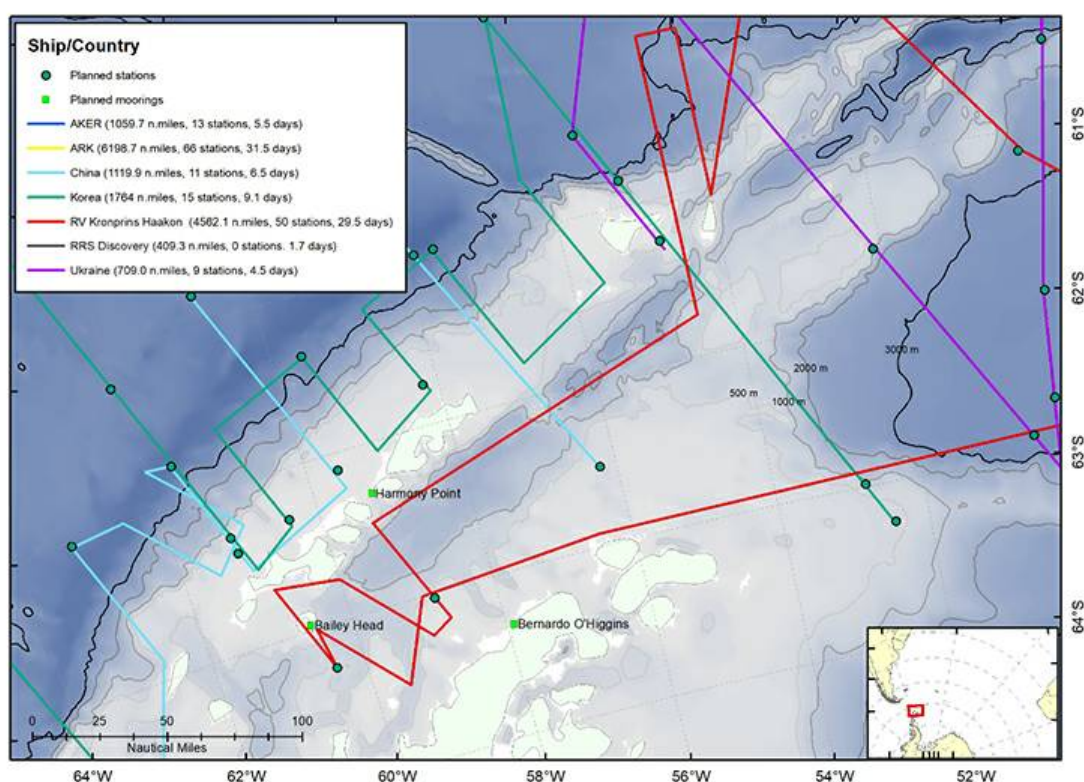 Ship/Country
Planned stations
Planned moorings
AKER (1059.7 n.miles, 13 stations, 5.5 days)
ARK (6198.7 n.miles, 66 stations, 31.5 days)
China (1119.9 n.miles, 11 stations, 6.5 days)
Korea (1764 n.miles, 15 stations, 9.1 days)
RV Kronprins Haakon (4562.1 n.miles, 50 stations, 29.5 days)
RRS Discovery (409.3 n.miles, 0 stations. 1.7 days)
Ukraine (709.0 n.miles, 9 stations, 4.5 days)
61°S
62°S
3000 m
2000 m
500 m
1000 m
63°S
Harmony Point
Bailey Head
Bernardo O'Higgins
64°S
0 25 50 100
Nautical Miles
64°W 62°W 60°W 58°W 56°W 54°W 52°W